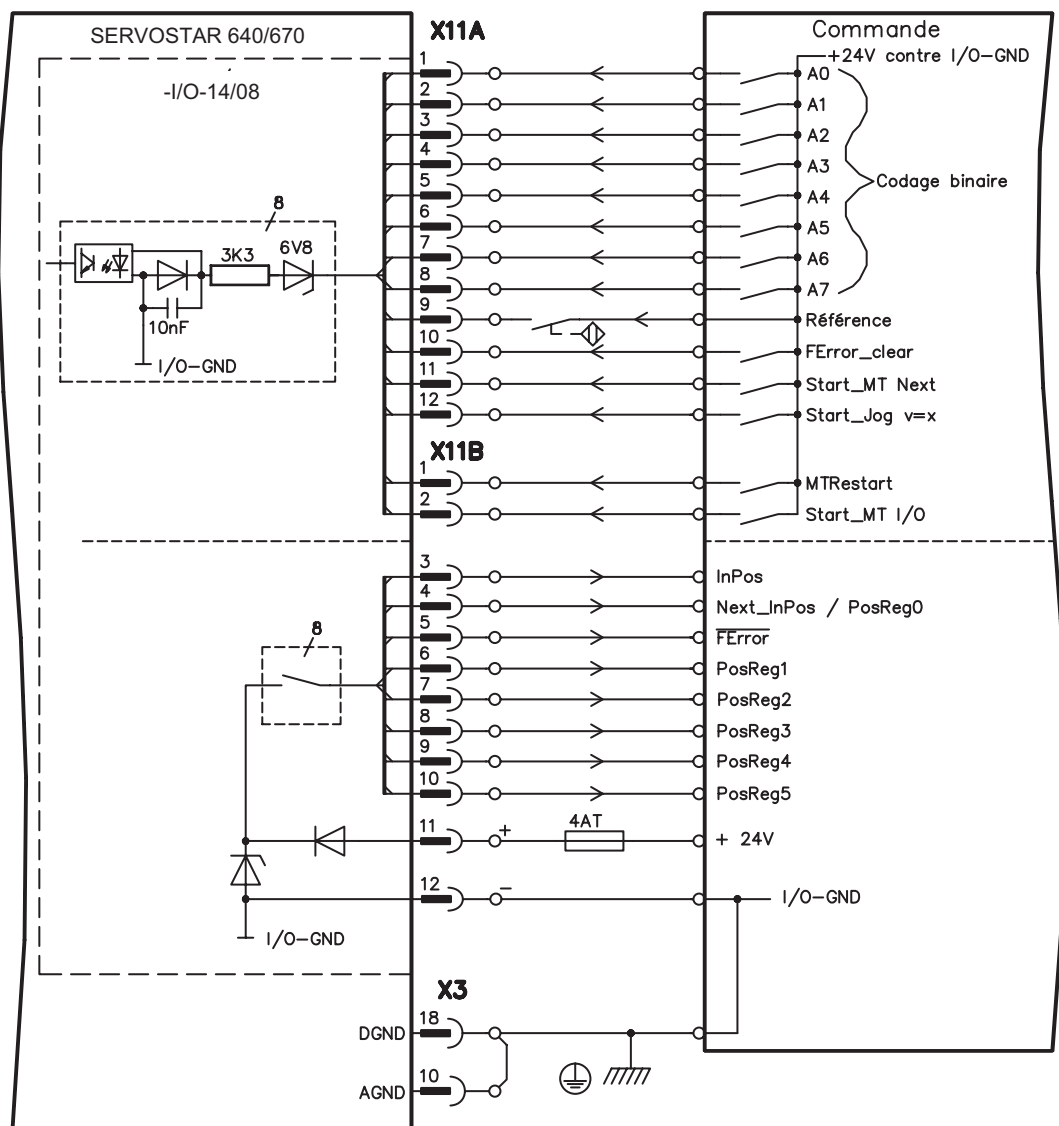 SERVOSTAR 640/670
-I/O-14/08
X11A
Commande
+24V contre I/O-GND
1
A0
2
A1
3
A2
4
A3
Codage binaire
5
A4
6
A5
7
A6
8
A7
9
Référence
10
FError_clear
11
Start_MT Next
12
Start_Jog v=x
8
3K3
6V8
10nF
I/O-GND
X11B
1
MTRestart
2
Start_MT I/O
3
InPos
4
Next_InPos / PosReg0
5
FError
6
PosReg1
7
PosReg2
8
PosReg3
9
PosReg4
10
PosReg5
8
11
+
4AT
+ 24V
12
−
I/O-GND
I/O-GND
X3
DGND
18
AGND
10